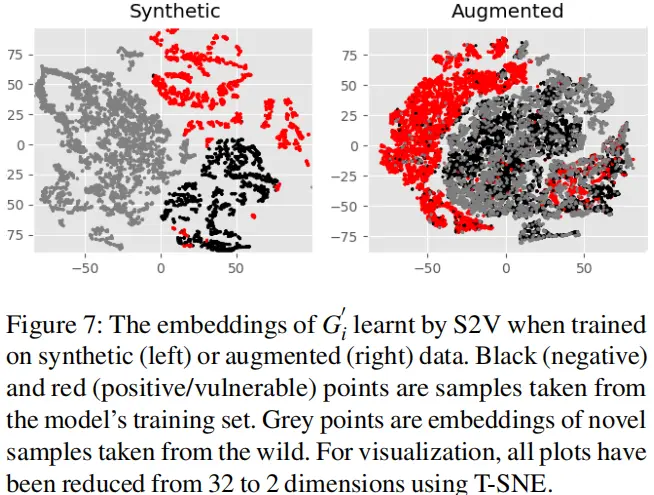 Synthetic Augmented
75 75
50 50
25 25
0 0
25 −25
50 −50
75 −75
−50 0 50 −50 0 50
Figure 7: The embeddings of G′i learnt by S2V when trained
on synthetic (left) or augmented (right) data. Black (negative)
and red (positive/vulnerable) points are samples taken from
the model's training set. Grey points are embeddings of novel
samples taken from the wild. For visualization, all plots have
been reduced from 32 to 2 dimensions using T-SNE.